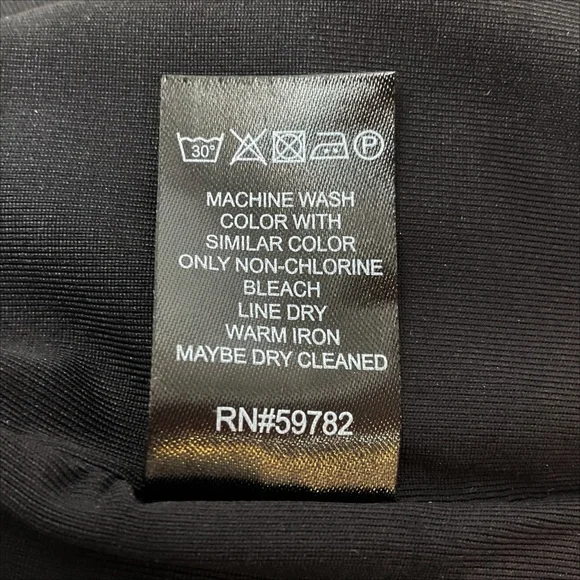 30°
P
MACHINE WASH
COLOR WITH
SIMILAR COLOR
ONLY NON-CHLORINE
BLEACH
LINE DRY
WARM IRON
MAYBE DRY CLEANED
RN#59782